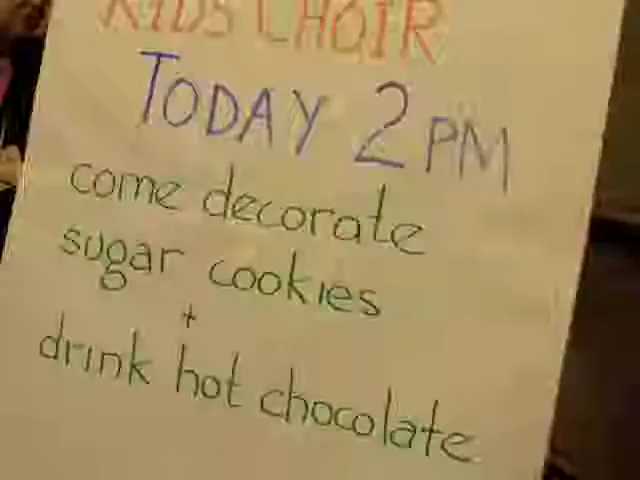 KIDS CHOIR
TODAY 2 PM
come decorate
sugar cookies
+
drink hot chocolate